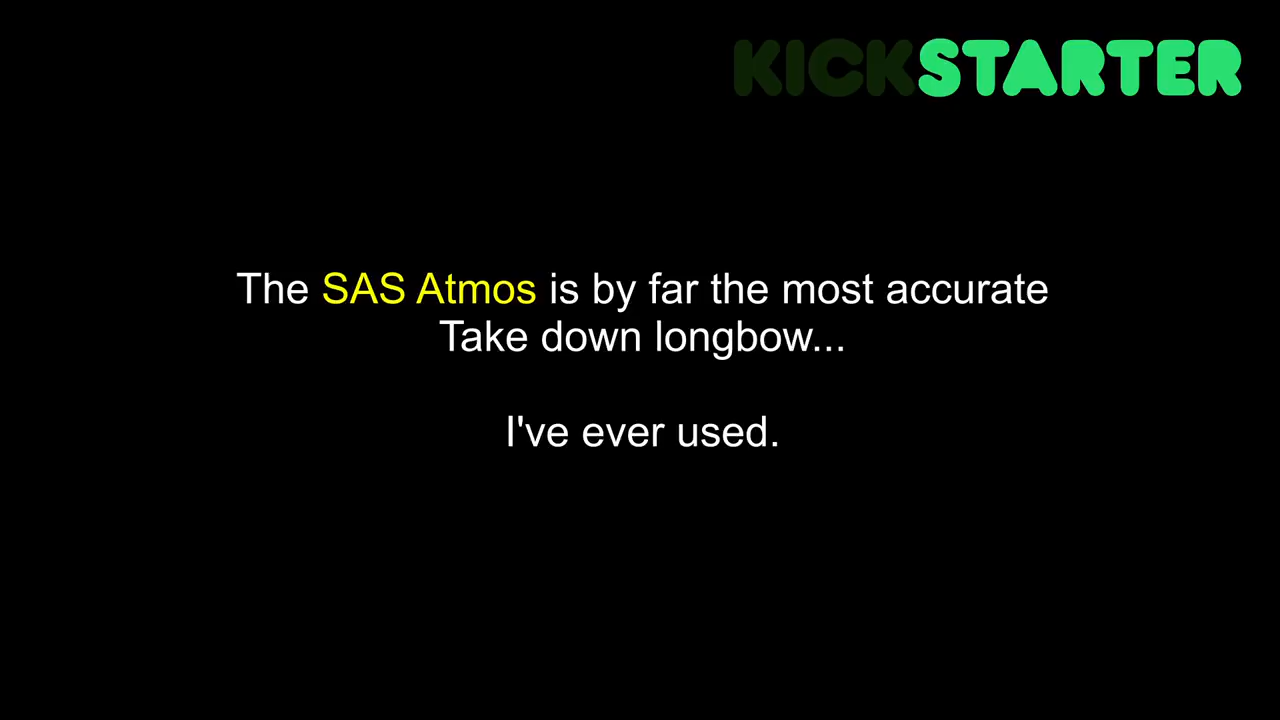 KICKSTARTER
The SAS Atmos is by far the most accurate
Take down longbow...
I've ever used.